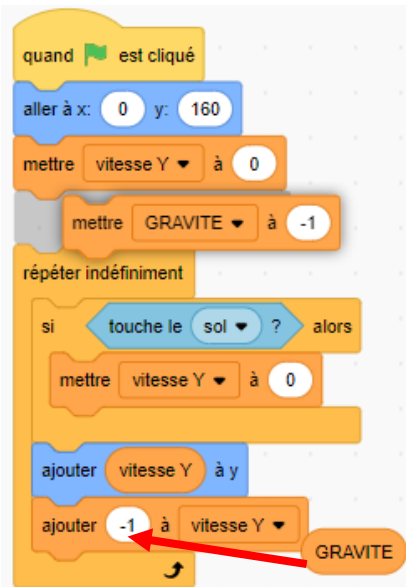 quand est cliqué
aller à x: 0 y: 160
mettre vitesse Y à 0
mettre GRAVITE à -1
répéter indéfiniment
si touche le sol ? alors
mettre vitesse Y à 0
ajouter vitesse Y à y
ajouter -1 à vitesse Y
GRAVITE